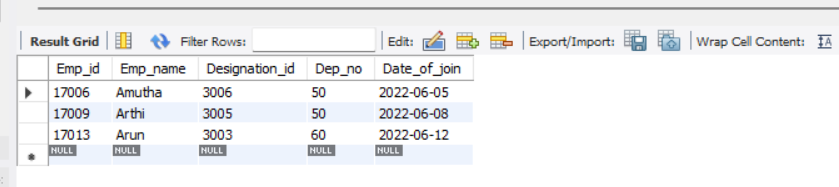 Result Grid Filter Rows: Edit: Export/Import: Wrap Cell Content: IA
Emp_id Emp_name Designation_id Dep_no Date_of_join
17006 Amutha 3006 50 2022-06-05
17009 Arthi 3005 50 2022-06-08
17013 Arun 3003 60 2022-06-12
NULL NULL NULL NULL NULL